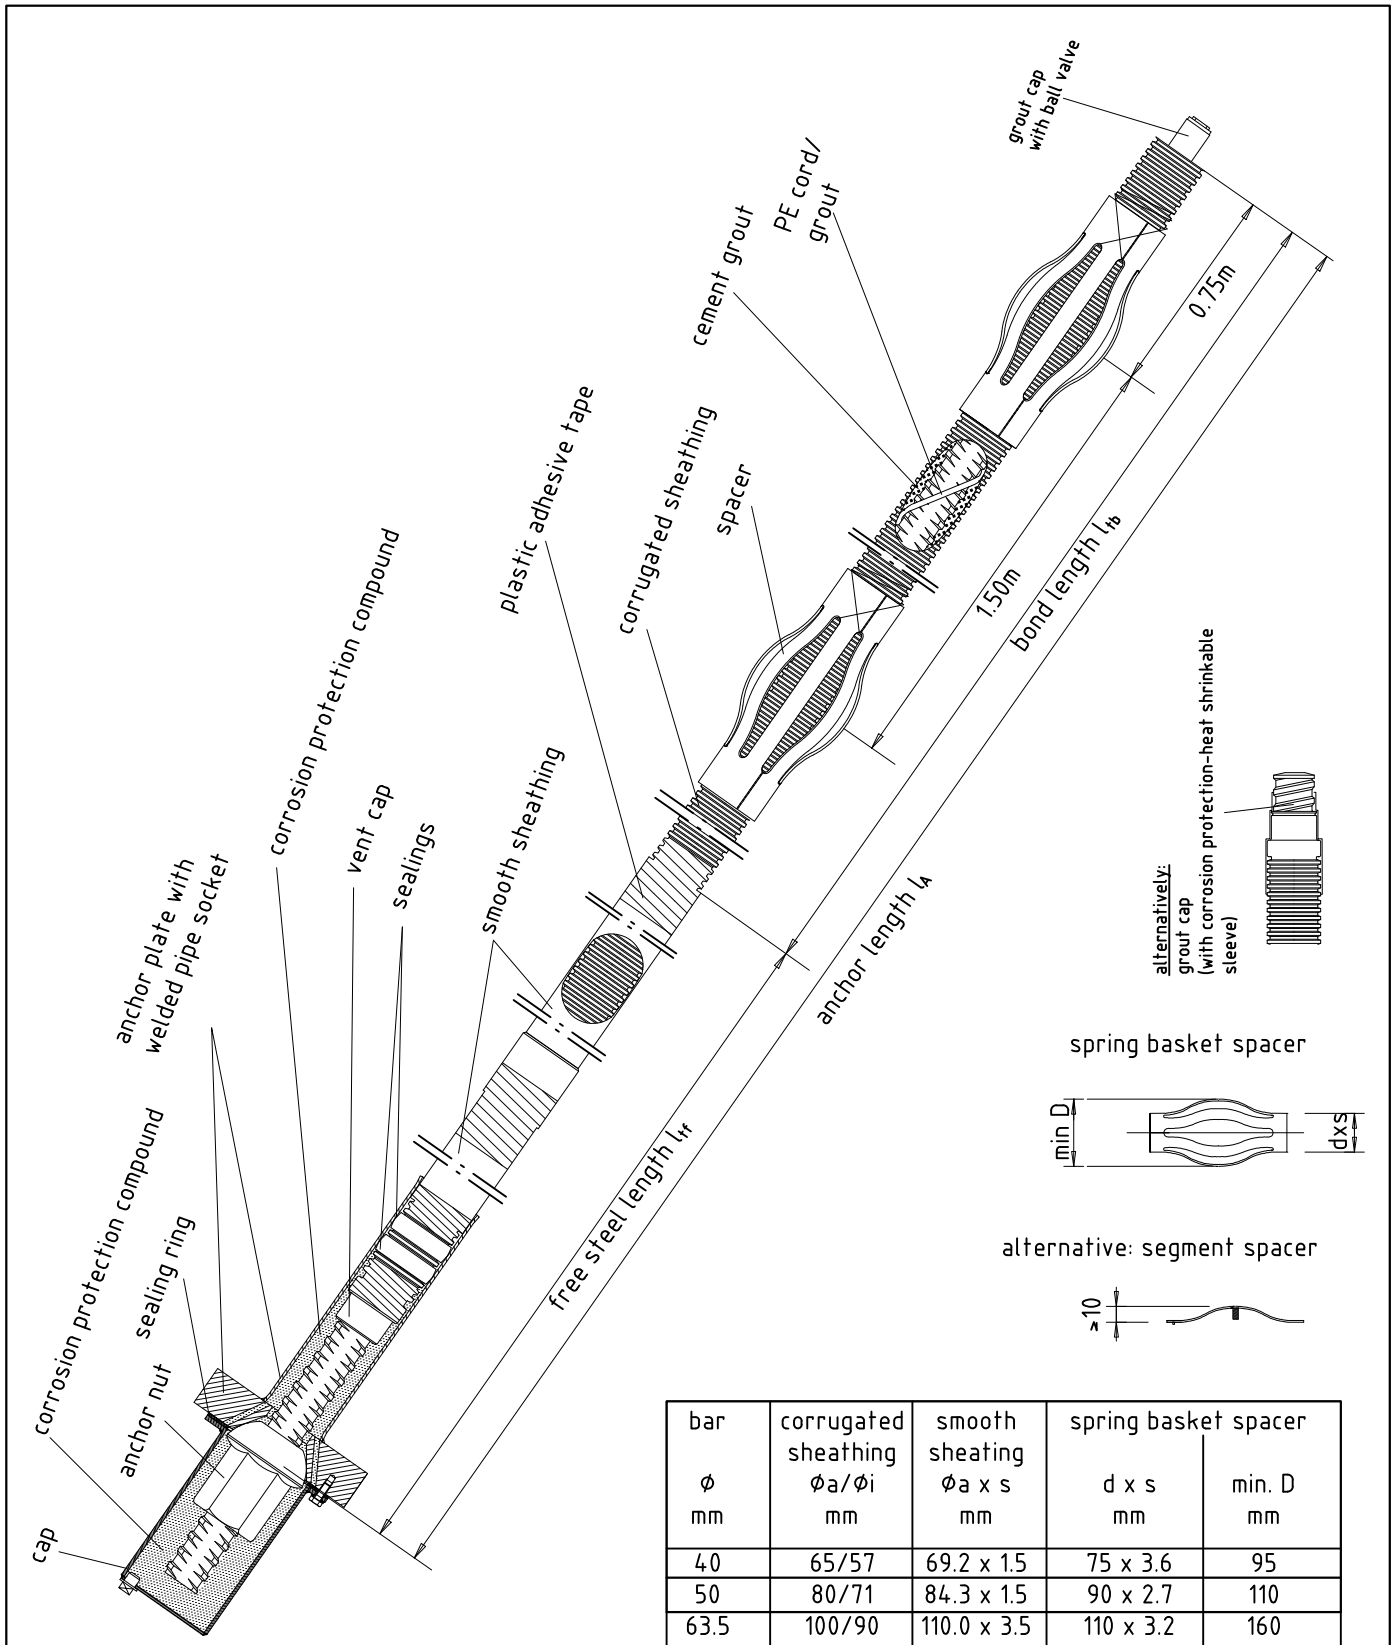 grout cap
with ball valve
PE cord/
grout
cement grout
plastic adhesive tape
corrugated sheathing
spacer
corrosion protection compound
vent cap
sealings
smooth sheathing
anchor plate with
welded pipe socket
corrosion protection compound
sealing ring
anchor nut
cap
0.75m
1.50m
bond length ltb
anchor length lA
free steel length ltf
alternatively:
grout cap
(with corrosion protection-heat shrinkable
sleeve)
spring basket spacer
min D
dxs
alternative: segment spacer
≥10
bar
ϕ
mm
corrugated
sheathing
ϕa/ϕi
mm
smooth
sheating
ϕa x s
mm
spring basket spacer
d x s
mm
min. D
mm
40 65/57 69.2 x 1.5 75 x 3.6 95
50 80/71 84.3 x 1.5 90 x 2.7 110
63.5 100/90 110.0 x 3.5 110 x 3.2 160